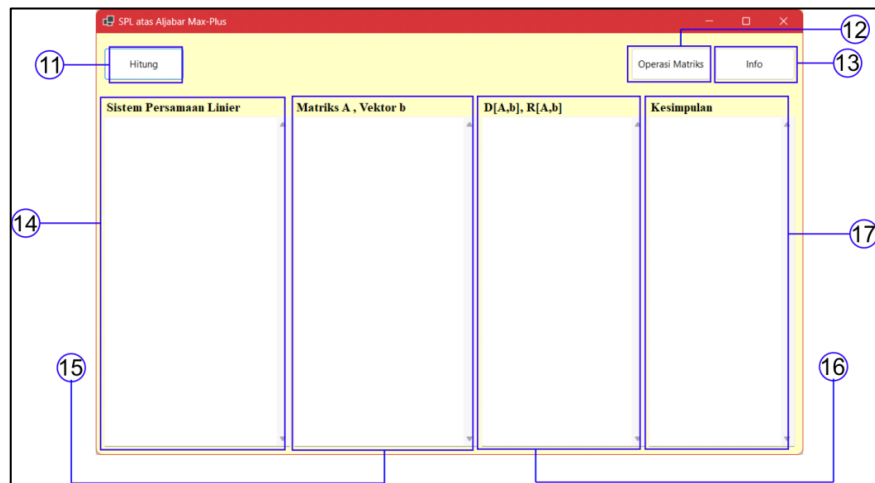 SPL atas Aljabar Max-Plus
12
11
Hitung
Operasi Matriks
Info
13
Sistem Persamaan Linier
Matriks A , Vektor b
D[A,b], R[A,b]
Kesimpulan
14
17
15
16